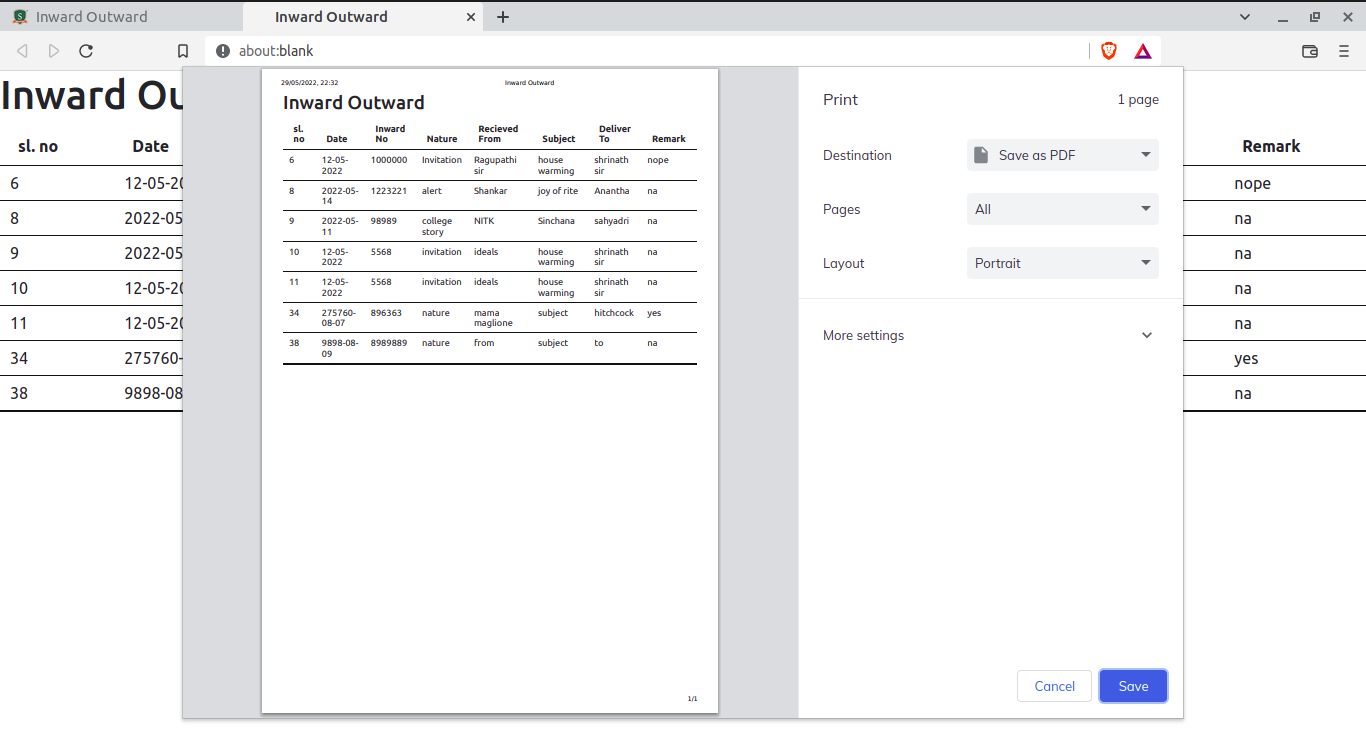 Inward Outward
Inward Outward
about:blank
Inward Ou
sl. no Date Remark
6 12-05-20 nope
8 2022-05 na
9 2022-05 na
10 12-05-20 na
11 12-05-20 na
34 275760- yes
38 9898-08 na
29/05/2022, 22:32 Inward Outward
Inward Outward
sl. Inward Recieved Deliver
no Date No Nature From Subject To Remark
6 12-05- 1000000 Invitation Ragupathi house shrinath nope
2022 sir warming sir
8 2022-05- 1223221 alert Shankar joy of rite Anantha na
14
9 2022-05- 98989 college NITK Sinchana sahyadri na
11 story
10 12-05- 5568 invitation ideals house shrinath na
2022 warming sir
11 12-05- 5568 invitation ideals house shrinath na
2022 warming sir
34 275760- 896363 nature mama subject hitchcock yes
08-07 maglione
38 9898-08- 8989889 nature from subject to na
09
1/1
Print 1 page
Destination Save as PDF
Pages All
Layout Portrait
More settings
Cancel Save